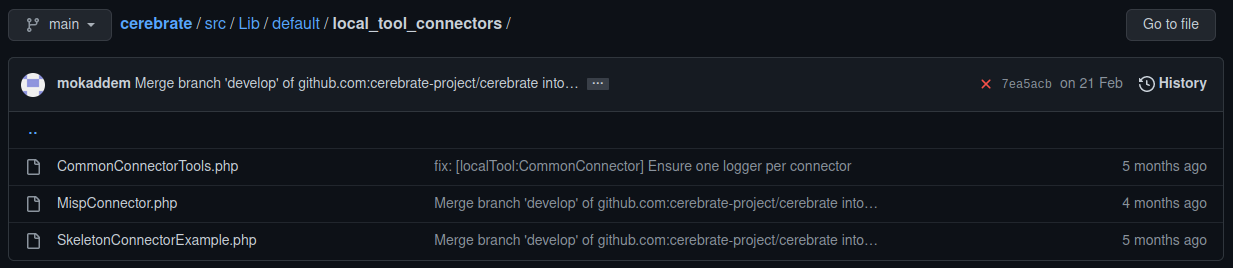 main cerebrate / src / Lib / default / local_tool_connectors / Go to file
mokaddem Merge branch 'develop' of github.com:cerebrate-project/cerebrate into… ... 7ea5acb on 21 Feb History
..
CommonConnectorTools.php fix: [localTool:CommonConnector] Ensure one logger per connector 5 months ago
MispConnector.php Merge branch 'develop' of github.com:cerebrate-project/cerebrate into… 4 months ago
SkeletonConnectorExample.php Merge branch 'develop' of github.com:cerebrate-project/cerebrate into… 5 months ago